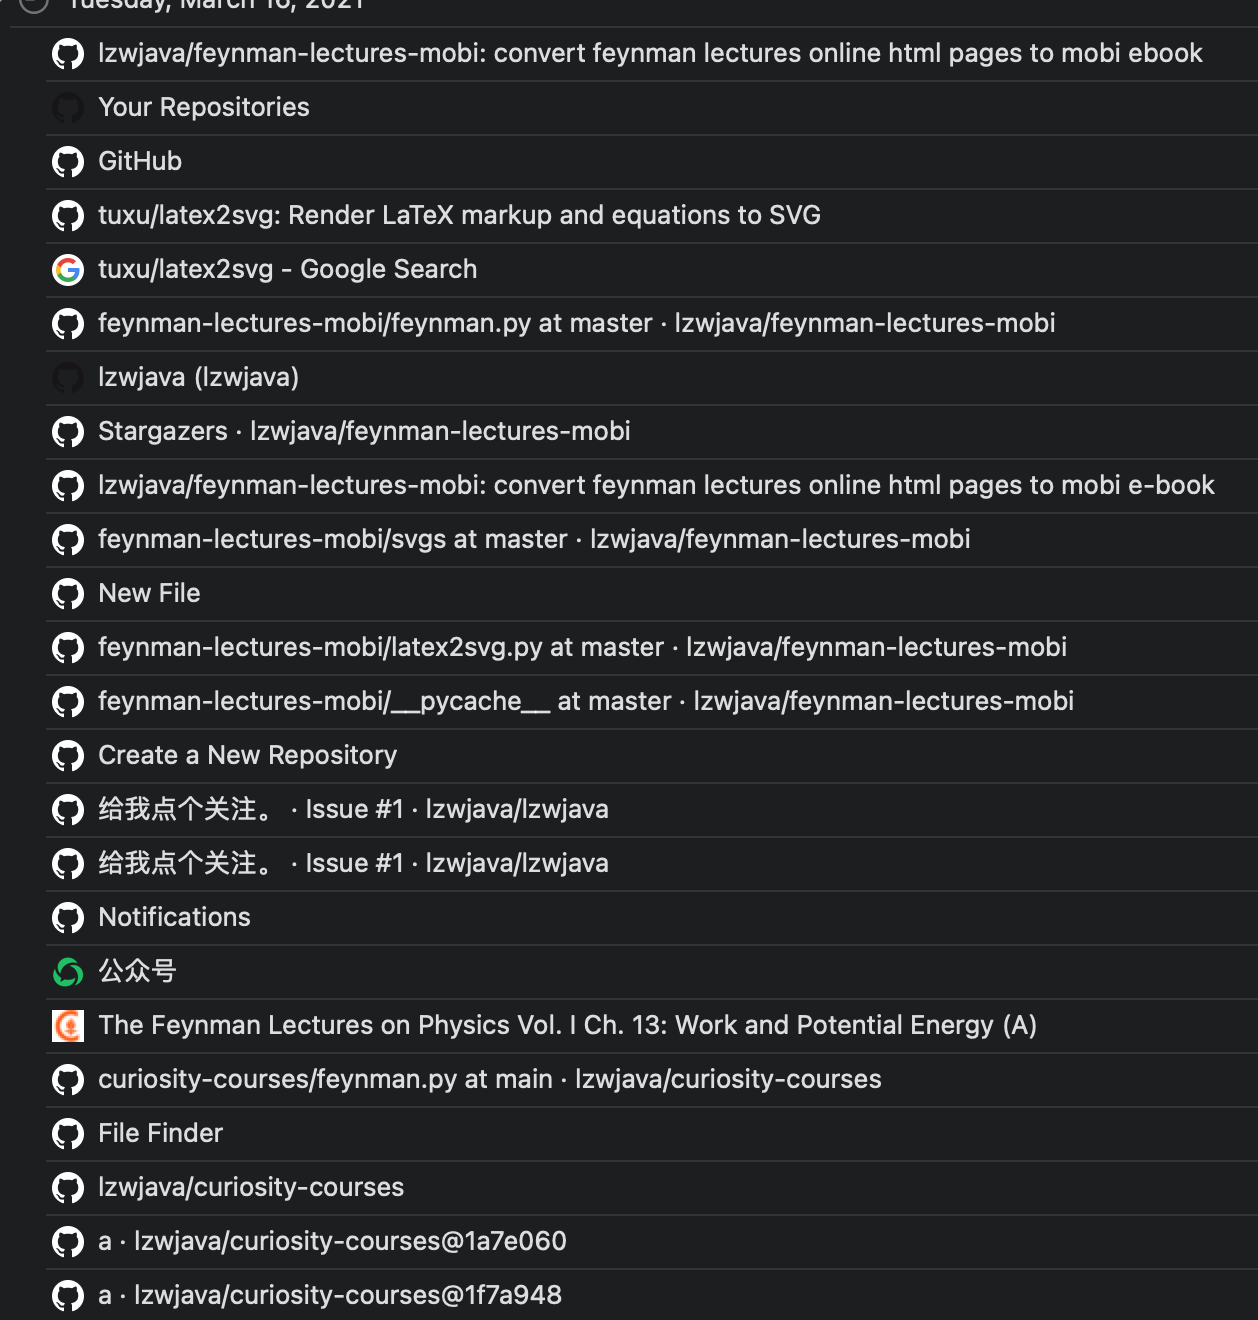 Tuesday, March 16, 2021
lzwjava/feynman-lectures-mobi: convert feynman lectures online html pages to mobi ebook
Your Repositories
GitHub
tuxu/latex2svg: Render LaTeX markup and equations to SVG
tuxu/latex2svg - Google Search
feynman-lectures-mobi/feynman.py at master · lzwjava/feynman-lectures-mobi
lzwjava (lzwjava)
Stargazers · lzwjava/feynman-lectures-mobi
lzwjava/feynman-lectures-mobi: convert feynman lectures online html pages to mobi e-book
feynman-lectures-mobi/svgs at master · lzwjava/feynman-lectures-mobi
New File
feynman-lectures-mobi/latex2svg.py at master · lzwjava/feynman-lectures-mobi
feynman-lectures-mobi/__pycache__ at master · lzwjava/feynman-lectures-mobi
Create a New Repository
给我点个关注。 · Issue #1 · lzwjava/lzwjava
给我点个关注。 · Issue #1 · lzwjava/lzwjava
Notifications
公众号
The Feynman Lectures on Physics Vol. I Ch. 13: Work and Potential Energy (A)
curiosity-courses/feynman.py at main · lzwjava/curiosity-courses
File Finder
lzwjava/curiosity-courses
a · lzwjava/curiosity-courses@1a7e060
a · lzwjava/curiosity-courses@1f7a948